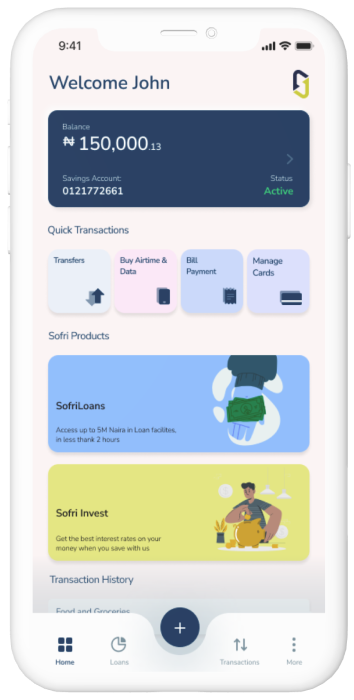 9:41
Welcome John
Balance
₦ 150,000.13
Savings Account:
0121772661
Status
Active
Quick Transactions
Transfers
Buy Airtime &
Data
Bill
Payment
Manage
Cards
Sofri Products
SofriLoans
Access up to 5M Naira in Loan facilites,
in less thank 2 hours
Sofri Invest
Get the best interest rates on your
money when you save with us
Transaction History
Food and Groceries
+
Home
Loans
Transactions
More